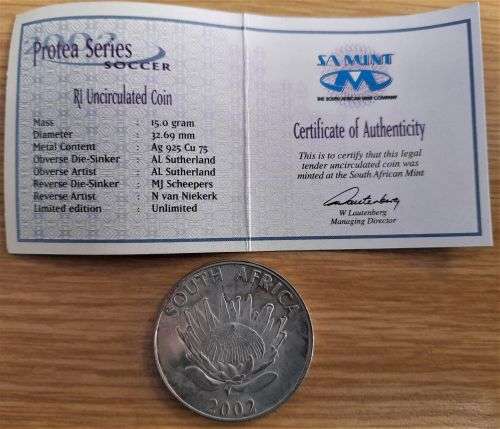 Protea Series
SOCCER
R1 Uncirculated Coin
Mass : 15.0 gram
Diameter : 32.69 mm
Metal Content : Ag 925 Cu 75
Obverse Die-Sinker : AL Sutherland
Obverse Artist : AL Sutherland
Reverse Die-Sinker : MJ Scheepers
Reverse Artist : N van Niekerk
Limited edition : Unlimited
SA MINT
THE SOUTH AFRICAN MINT COMPANY
Certificate of Authenticity
This is to certify that this legal
tender uncirculated coin was
minted at the South African Mint
W Lautenberg
Managing Director
SOUTH AFRICA
2002